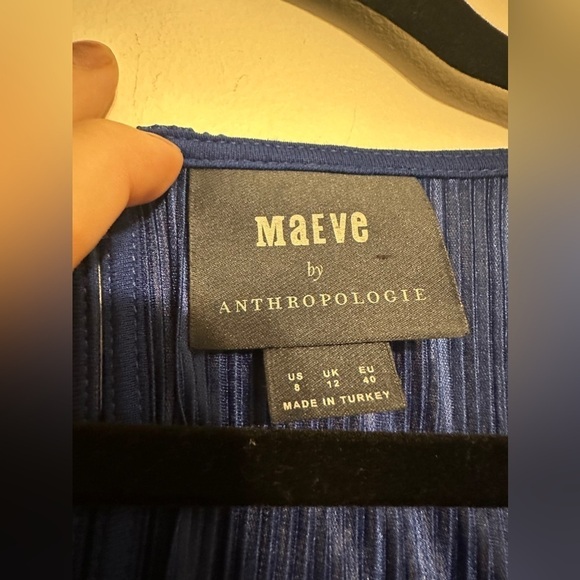 MaEVe
by
ANTHROPOLOGIE
US UK EU
8 12 40
MADE IN TURKEY